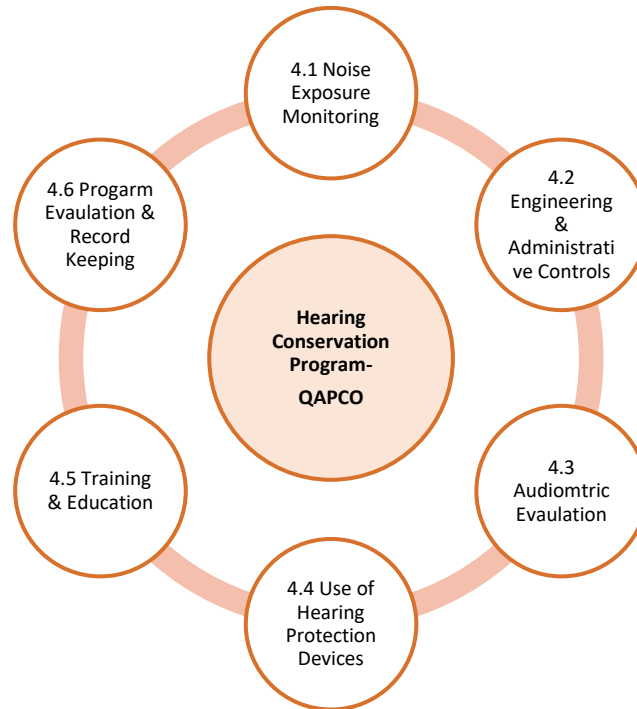 4.1 Noise
Exposure
Monitoring
4.2
Engineering
&
Administrati
ve Controls
4.3
Audiomtric
Evaulation
4.4 Use of
Hearing
Protection
Devices
4.5 Training
& Education
4.6 Progarm
Evaulation &
Record
Keeping
Hearing
Conservation
Program-
QAPCO